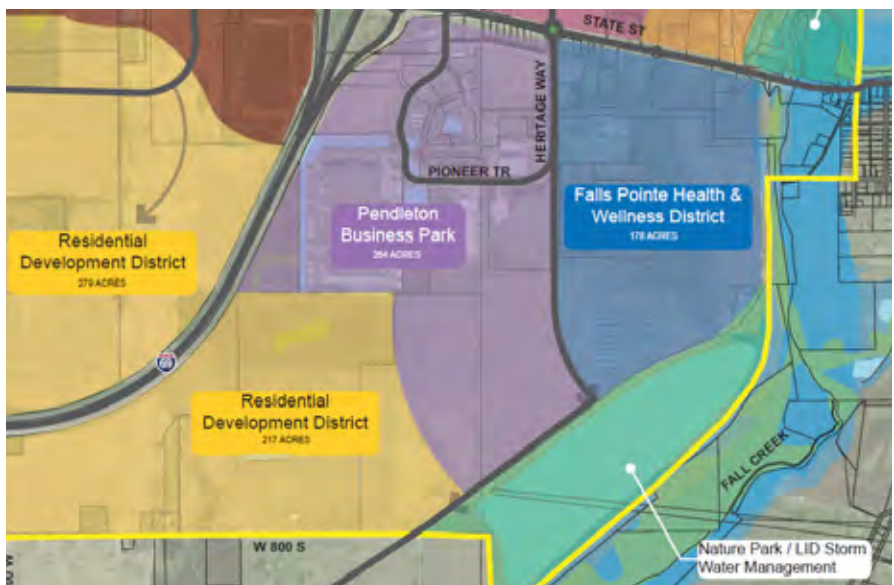 STATE ST
HERITAGE WAY
PIONEER TR
Falls Pointe Health &
Wellness District
178 ACRES
Pendleton
Business Park
264 ACRES
Residential
Development District
279 ACRES
69
Residential
Development District
217 ACRES
FALL CREEK
W 800 S
Nature Park / LID Storm
Water Management